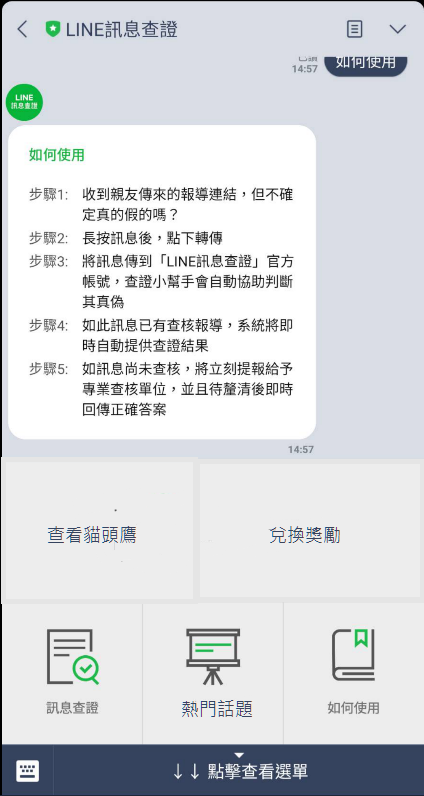 LINE訊息查證
已讀
14:57
如何使用
LINE
訊息查證
如何使用
步驟1: 收到親友傳來的報導連結，但不確
定真的假的嗎？
步驟2: 長按訊息後，點下轉傳
步驟3: 將訊息傳到「LINE訊息查證」官方
帳號，查證小幫手會自動協助判斷
其真偽
步驟4: 如此訊息已有查核報導，系統將即
時自動提供查證結果
步驟5: 如訊息尚未查核，將立刻提報給予
專業查核單位，並且待釐清後即時
回傳正確答案
14:57
查看貓頭鷹
兌換獎勵
訊息查證
熱門話題
如何使用
↓↓ 點擊查看選單